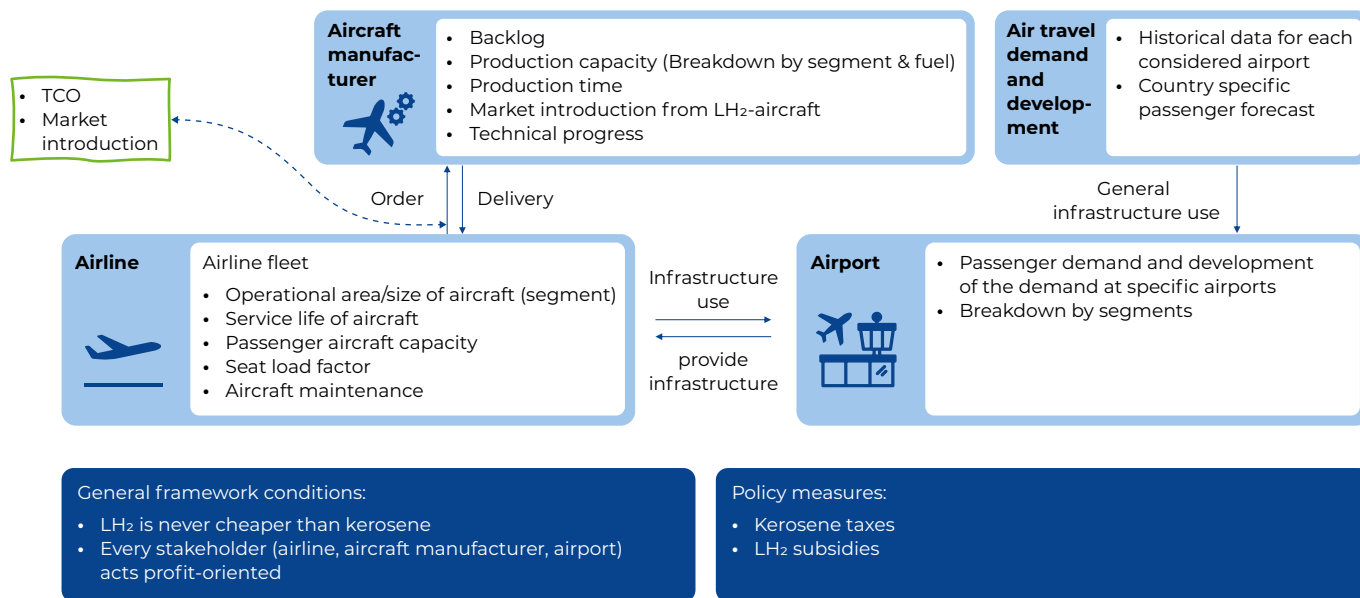 Aircraft
manufac-
turer
• Backlog
• Production capacity (Breakdown by segment & fuel)
• Production time
• Market introduction from LH₂-aircraft
• Technical progress
Air travel
demand
and
develop-
ment
• Historical data for each
considered airport
• Country specific
passenger forecast
• TCO
• Market
introduction
Order
Delivery
General
infrastructure use
Airline
Airline fleet
• Operational area/size of aircraft (segment)
• Service life of aircraft
• Passenger aircraft capacity
• Seat load factor
• Aircraft maintenance
Infrastructure
use
provide
infrastructure
Airport
• Passenger demand and development
of the demand at specific airports
• Breakdown by segments
General framework conditions:
• LH₂ is never cheaper than kerosene
• Every stakeholder (airline, aircraft manufacturer, airport)
acts profit-oriented
Policy measures:
• Kerosene taxes
• LH₂ subsidies